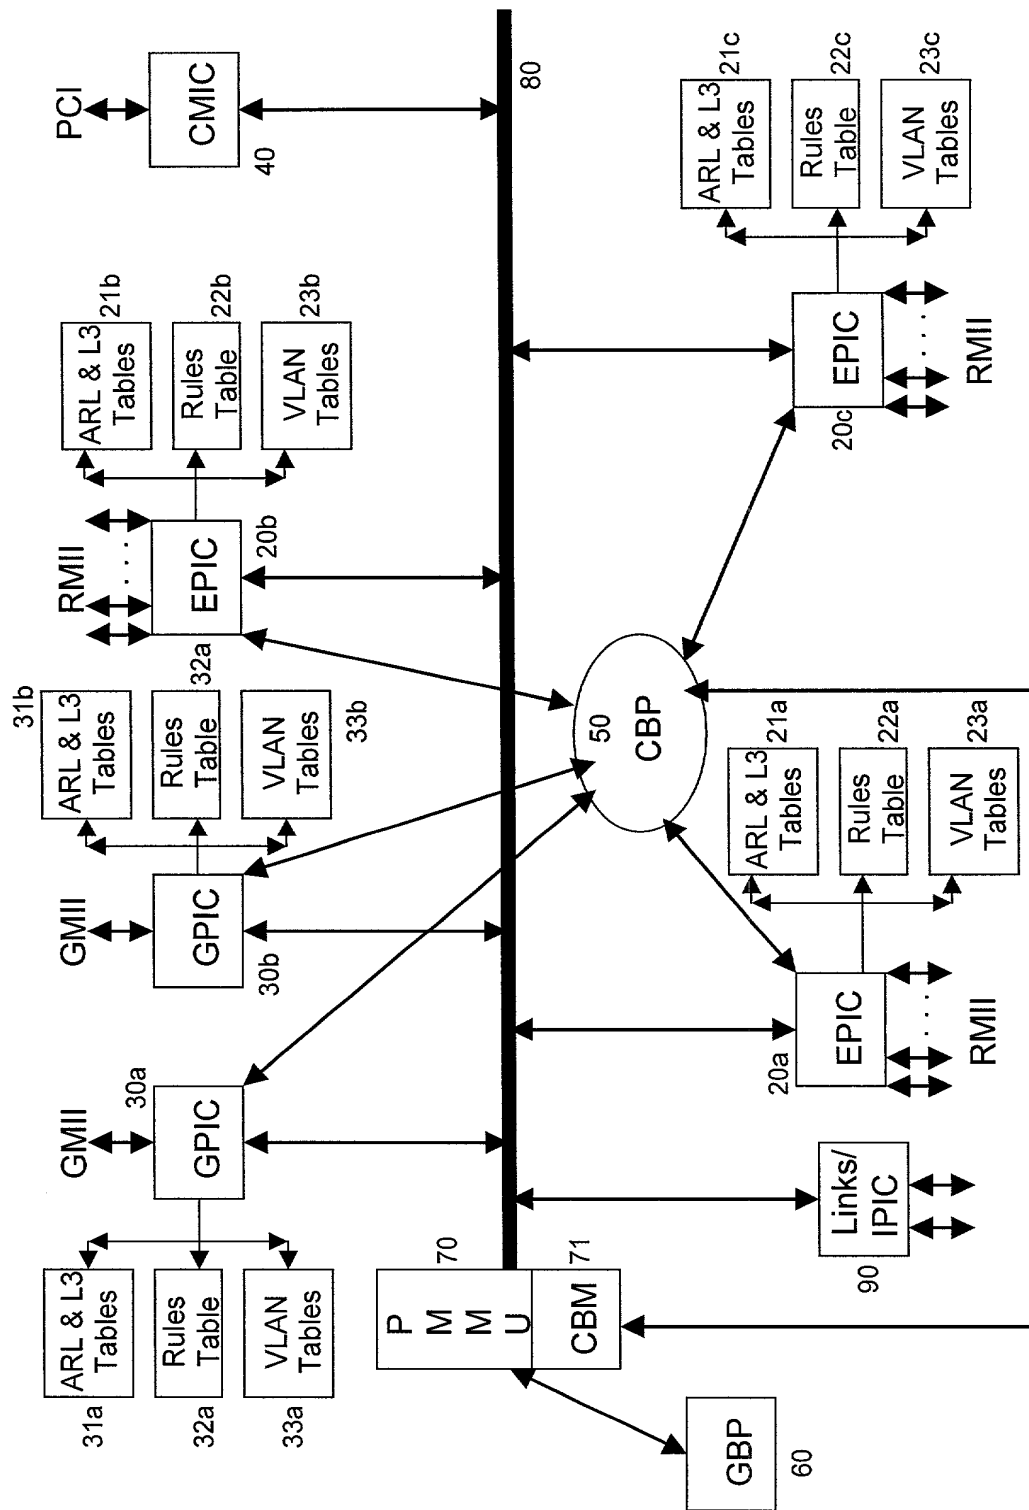 ARL & L3
Tables
31a
Rules
Table
32a
VLAN
Tables
33a
GMII
GPIC
30a
GMII
GPIC
30b
ARL & L3
Tables
31b
Rules
Table
32a
VLAN
Tables
33b
RMII
. . . .
EPIC
20b
ARL & L3
Tables
21b
Rules
Table
22b
VLAN
Tables
23b
PCI
CMIC
40
P
M
M
U
70
CBM
71
80
GBP
60
50
CBP
Links/
IPIC
90
20a
EPIC
. . . .
RMII
ARL & L3
Tables
21a
Rules
Table
22a
VLAN
Tables
23a
EPIC
20c
. . . .
RMII
ARL & L3
Tables
21c
Rules
Table
22c
VLAN
Tables
23c